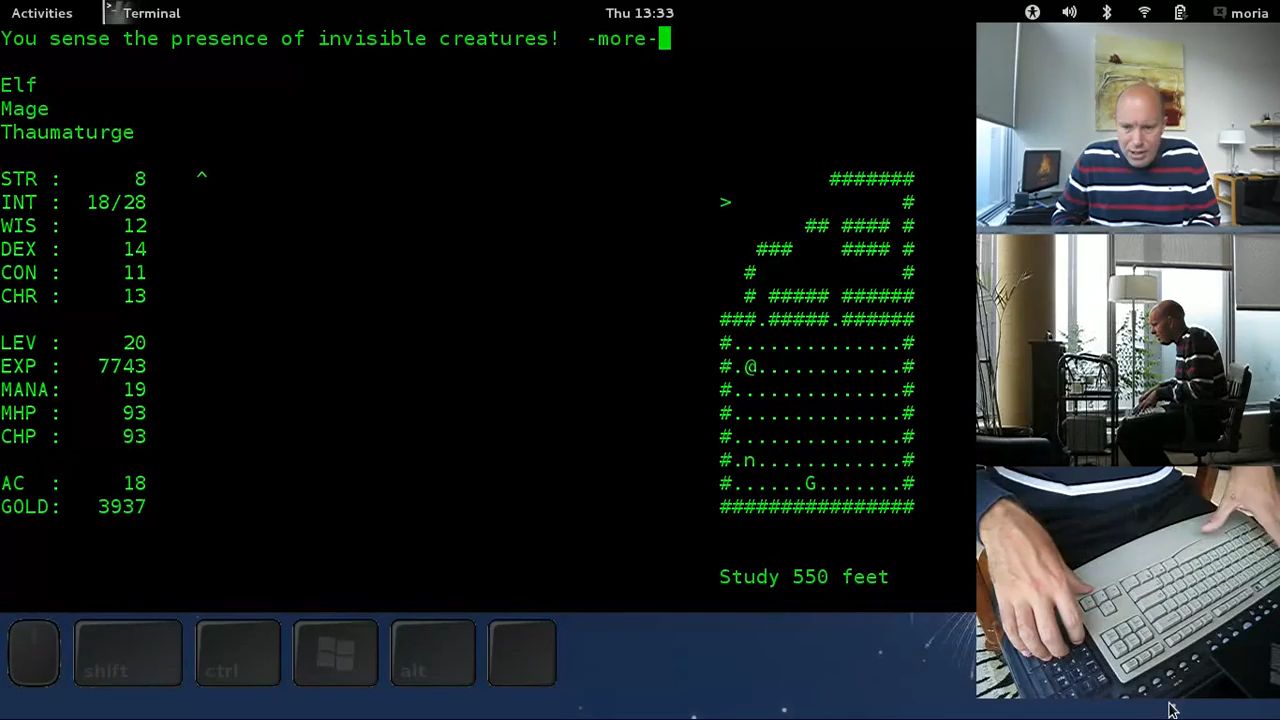 Activities Terminal Thu 13:33 moria
You sense the presence of invisible creatures! -more-
Elf
Mage
Thaumaturge
STR : 8 ^ #######
INT : 18/28 > #
WIS : 12 ## #### #
DEX : 14 ### #### #
CON : 11 # #
CHR : 13 # ##### ######
###.#####.######
LEV : 20 #..............#
EXP : 7743 #.@............#
MANA: 19 #..............#
MHP : 93 #..............#
CHP : 93 #..............#
#.n............#
AC : 18 #......G.......#
GOLD: 3937 ################
Study 550 feet
shift ctrl alt